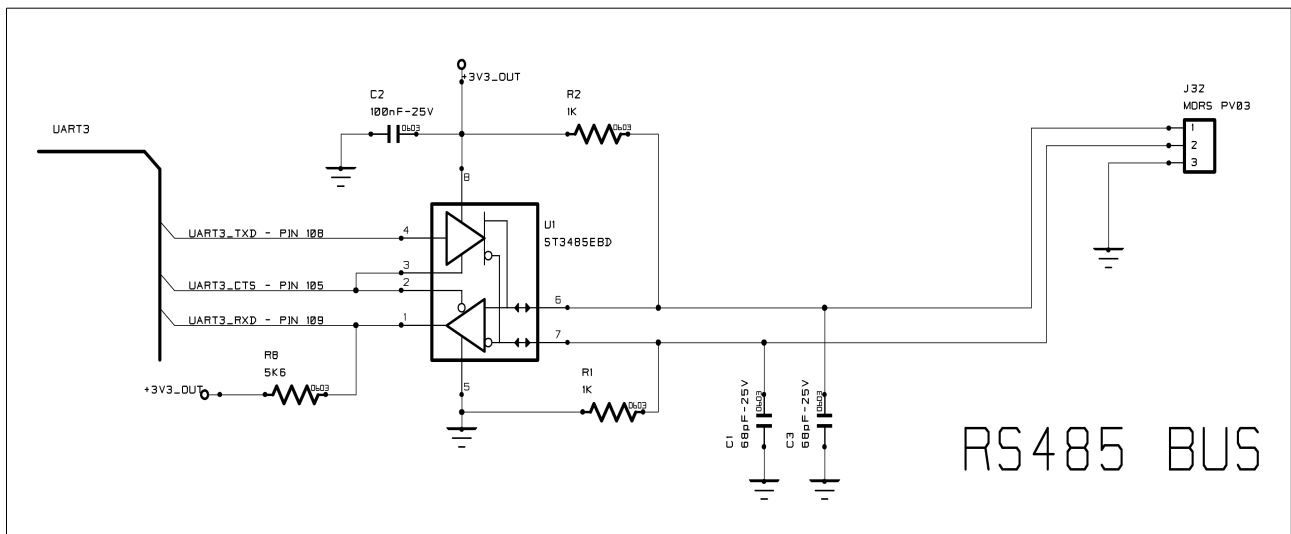 +3V3_OUT
C2
100nF-25V
0603
R2
1K
0603
J32
MORS PV03
1
2
3
UART3
8
U1
ST3485EBD
UART3_TXD - PIN 108
4
3
UART3_CTS - PIN 105
2
6
UART3_RXD - PIN 109
1
7
R8
5K6
0603
+3V3_OUT
5
R1
1K
0603
C1
68pF-25V
0603
C3
68pF-25V
0603
RS485 BUS